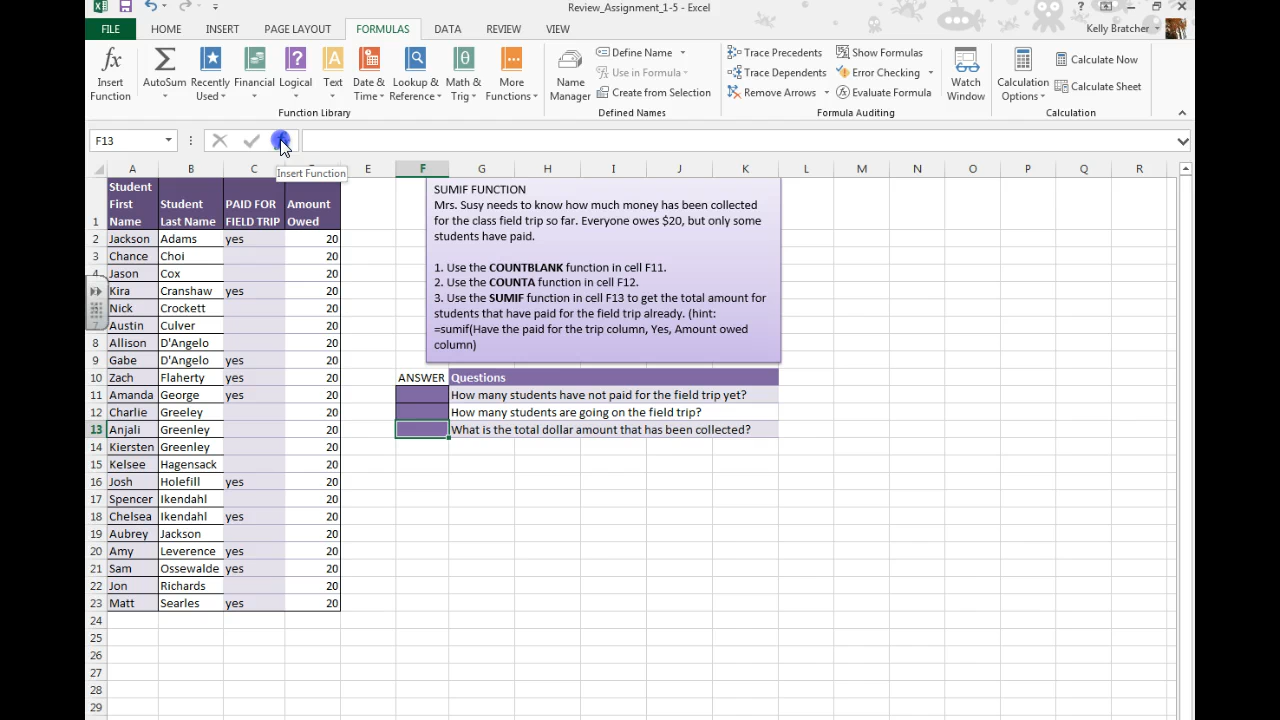 Review_Assignment_1-5 - Excel
?
FILE HOME INSERT PAGE LAYOUT FORMULAS DATA REVIEW VIEW Kelly Bratcher
fx Insert Function
Σ AutoSum
Recently Used
Financial
Logical
Text
Date & Time
Lookup & Reference
Math & Trig
More Functions
Function Library
Name Manager
Define Name
Use in Formula
Create from Selection
Defined Names
Trace Precedents
Trace Dependents
Remove Arrows
Show Formulas
Error Checking
Evaluate Formula
Formula Auditing
Watch Window
Calculation Options
Calculate Now
Calculate Sheet
Calculation
F13
Insert Function
A B C E F G H I J K L M N O P Q R
1 Student First Name Student Last Name PAID FOR FIELD TRIP Amount Owed
2 Jackson Adams yes 20
3 Chance Choi 20
4 Jason Cox 20
Kira Cranshaw yes 20
Nick Crockett 20
7 Austin Culver 20
8 Allison D'Angelo 20
9 Gabe D'Angelo yes 20
10 Zach Flaherty yes 20
11 Amanda George yes 20
12 Charlie Greeley 20
13 Anjali Greenley 20
14 Kiersten Greenley 20
15 Kelsee Hagensack 20
16 Josh Holefill yes 20
17 Spencer Ikendahl 20
18 Chelsea Ikendahl yes 20
19 Aubrey Jackson 20
20 Amy Leverence yes 20
21 Sam Ossewalde yes 20
22 Jon Richards 20
23 Matt Searles yes 20
24
25
26
27
28
29
SUMIF FUNCTION
Mrs. Susy needs to know how much money has been collected
for the class field trip so far. Everyone owes $20, but only some
students have paid.
1. Use the COUNTBLANK function in cell F11.
2. Use the COUNTA function in cell F12.
3. Use the SUMIF function in cell F13 to get the total amount for
students that have paid for the field trip already. (hint:
=sumif(Have the paid for the trip column, Yes, Amount owed
column)
ANSWER Questions
How many students have not paid for the field trip yet?
How many students are going on the field trip?
What is the total dollar amount that has been collected?